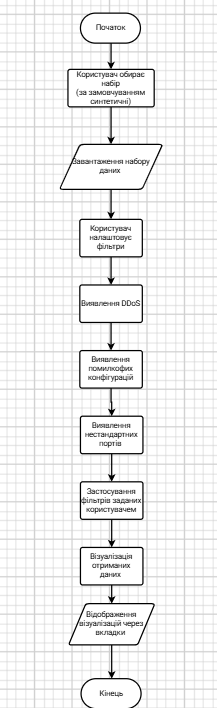 Початок
Користувач обирає
набір
(за замовчуванням
синтетичні)
Завантаження набору
даних
Користувач
налаштовує
фільтри
Виявлення DDoS
Виявлення
помилкофих
конфігурацій
Виявлення
нестандартних
портів
Застосування
фільтрів заданих
користувачем
Візуалізація
отриманих
даних
Відображення
візуалізацій через
вкладки
Кінець